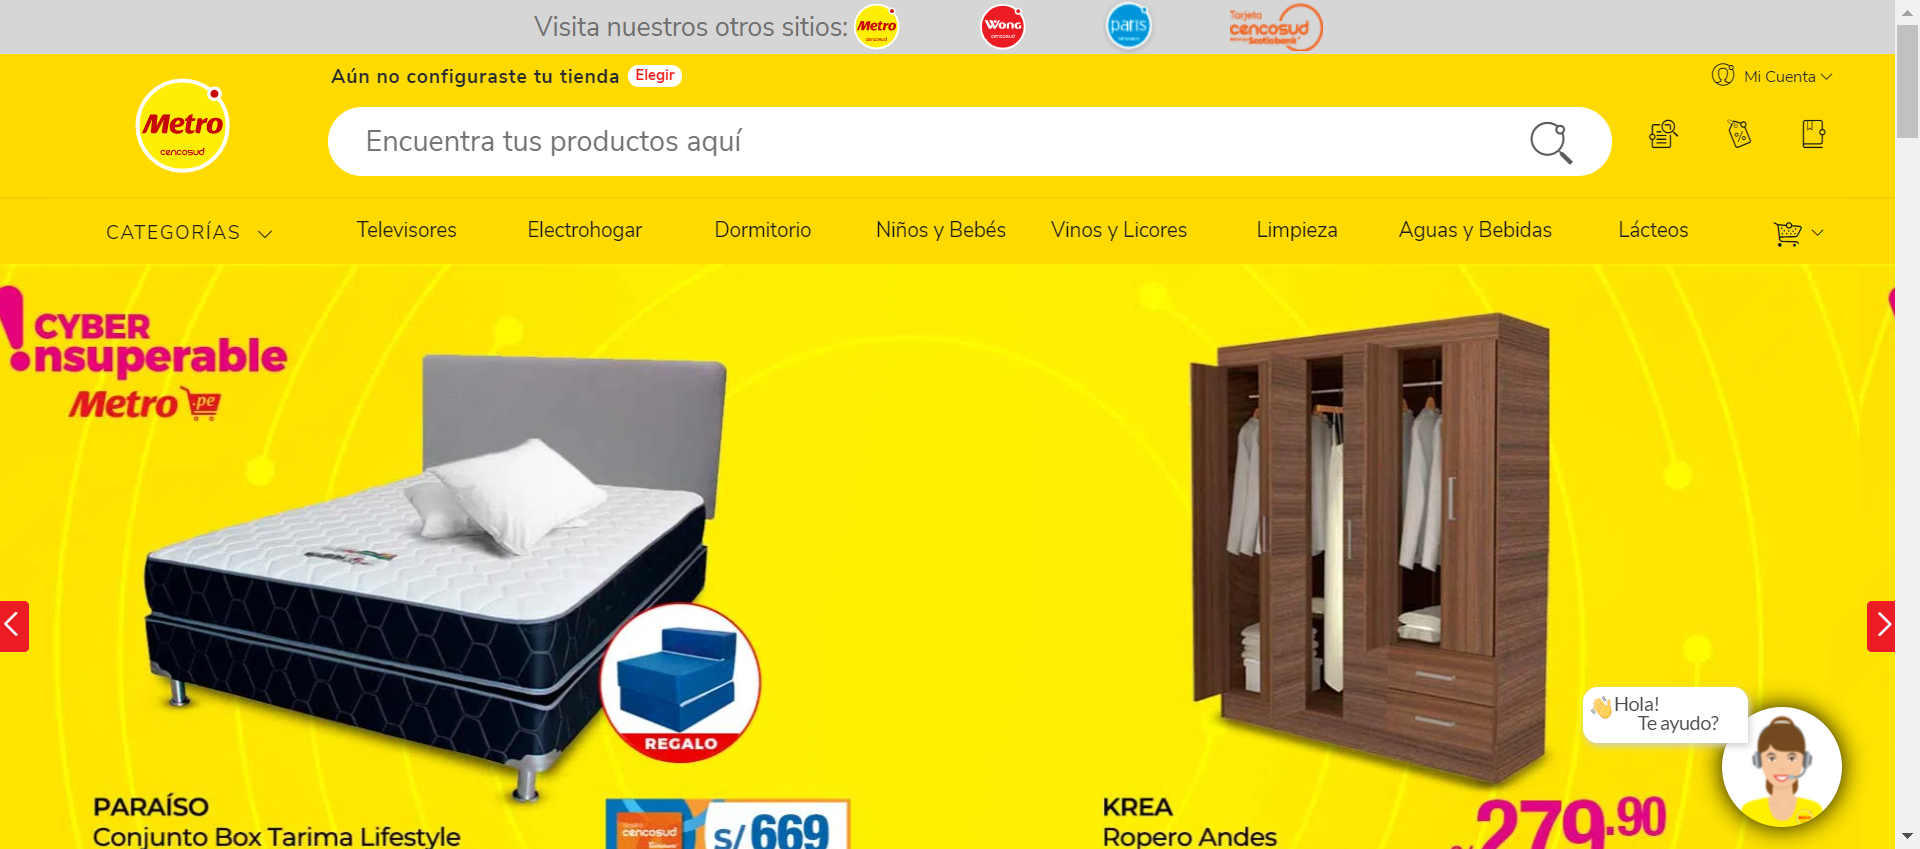 Visita nuestros otros sitios:
Metro
cencosud
Wong
cencosud
paris
Tarjeta
cencosud
Scotiabank
Aún no configuraste tu tienda Elegir
Mi Cuenta
Metro
cencosud
Encuentra tus productos aquí
CATEGORÍAS
Televisores
Electrohogar
Dormitorio
Niños y Bebés
Vinos y Licores
Limpieza
Aguas y Bebidas
Lácteos
CYBER
!nsuperable
Metro .pe
REGALO
Hola!
Te ayudo?
PARAÍSO
Conjunto Box Tarima Lifestyle
Tarjeta
cencosud
S/ 669
KREA
Ropero Andes
279.90